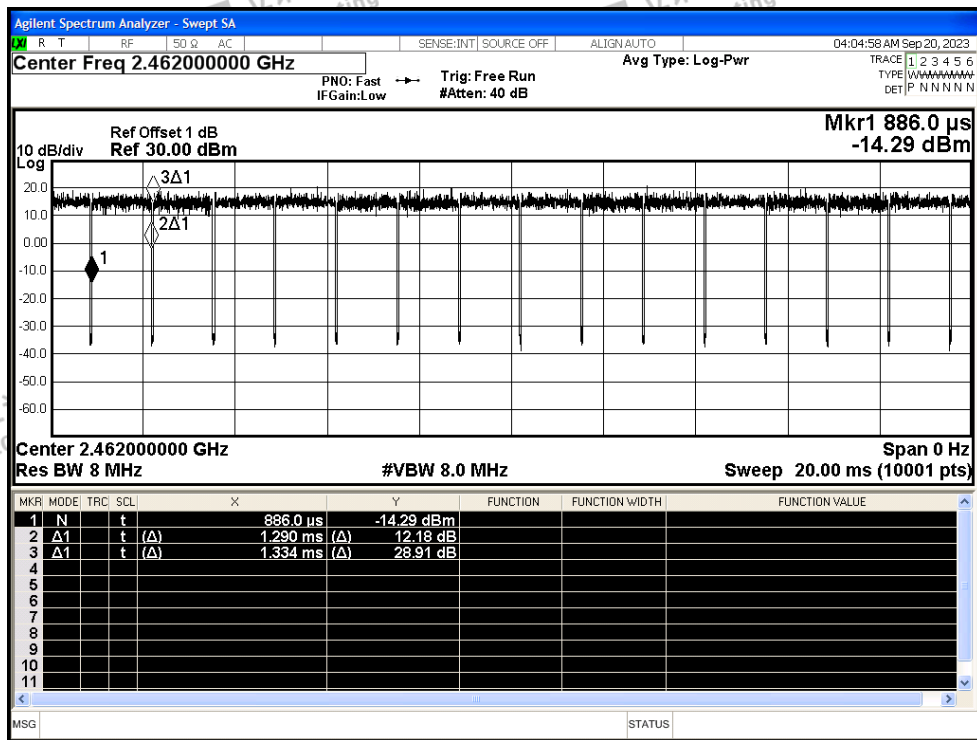 Agilent Spectrum Analyzer - Swept SA
LXI R T RF 50 Ω AC SENSE:INT SOURCE OFF ALIGN AUTO 04:04:58 AM Sep 20, 2023
Center Freq 2.462000000 GHz
PNO: Fast
IFGain:Low
Trig: Free Run
#Atten: 40 dB
Avg Type: Log-Pwr
TRACE 1 2 3 4 5 6
TYPE
DET P N N N N N
Mkr1 886.0 µs
-14.29 dBm
Ref Offset 1 dB
10 dB/div Ref 30.00 dBm
Log
3Δ1
20.0
10.0
2Δ1
0.00
1
-10.0
-20.0
-30.0
-40.0
-50.0
-60.0
Center 2.462000000 GHz Span 0 Hz
Res BW 8 MHz #VBW 8.0 MHz Sweep 20.00 ms (10001 pts)
MKR MODE TRC SCL X Y FUNCTION FUNCTION WIDTH FUNCTION VALUE
1 N t 886.0 µs -14.29 dBm
2 Δ1 t (Δ) 1.290 ms (Δ) 12.18 dB
3 Δ1 t (Δ) 1.334 ms (Δ) 28.91 dB
4
5
6
7
8
9
10
11
MSG STATUS